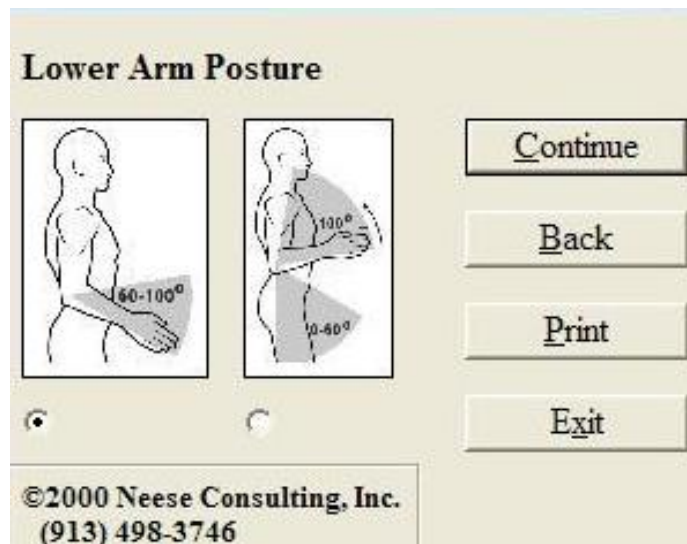 Lower Arm Posture
60-100°
100°
0-60°
Continue
Back
Print
Exit
©2000 Neese Consulting, Inc.
(913) 498-3746